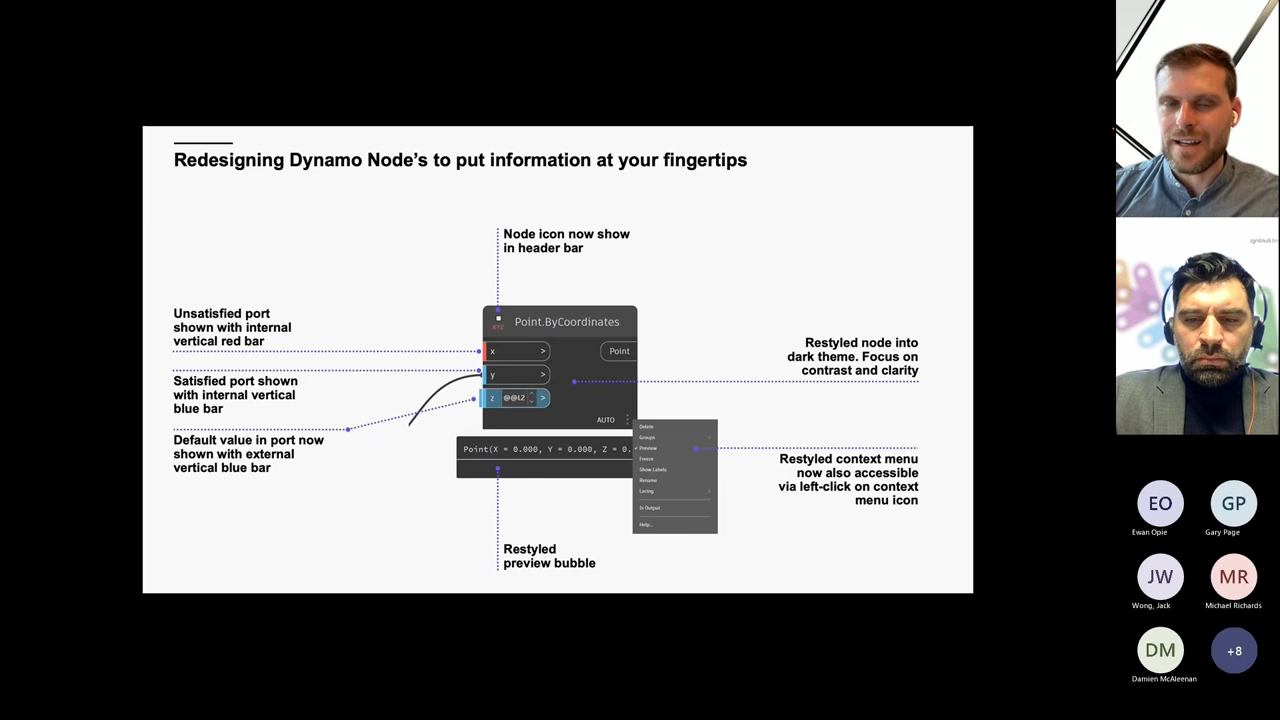 Redesigning Dynamo Node's to put information at your fingertips
Node icon now show
in header bar
Unsatisfied port
shown with internal
vertical red bar
Satisfied port shown
with internal vertical
blue bar
Default value in port now
shown with external
vertical blue bar
XYZ
Point.ByCoordinates
x >
Point
y >
z @@L2 >
AUTO
Point(X = 0.000, Y = 0.000, Z = 0.
Delete
Groups
Preview
Freeze
Show Labels
Rename
Lacing
Is Output
Help...
Restyled node into
dark theme. Focus on
contrast and clarity
Restyled context menu
now also accessible
via left-click on context
menu icon
Restyled
preview bubble
EO
Ewan Opie
GP
Gary Page
JW
Wong, Jack
MR
Michael Richards
DM
Damien McAleenan
+8